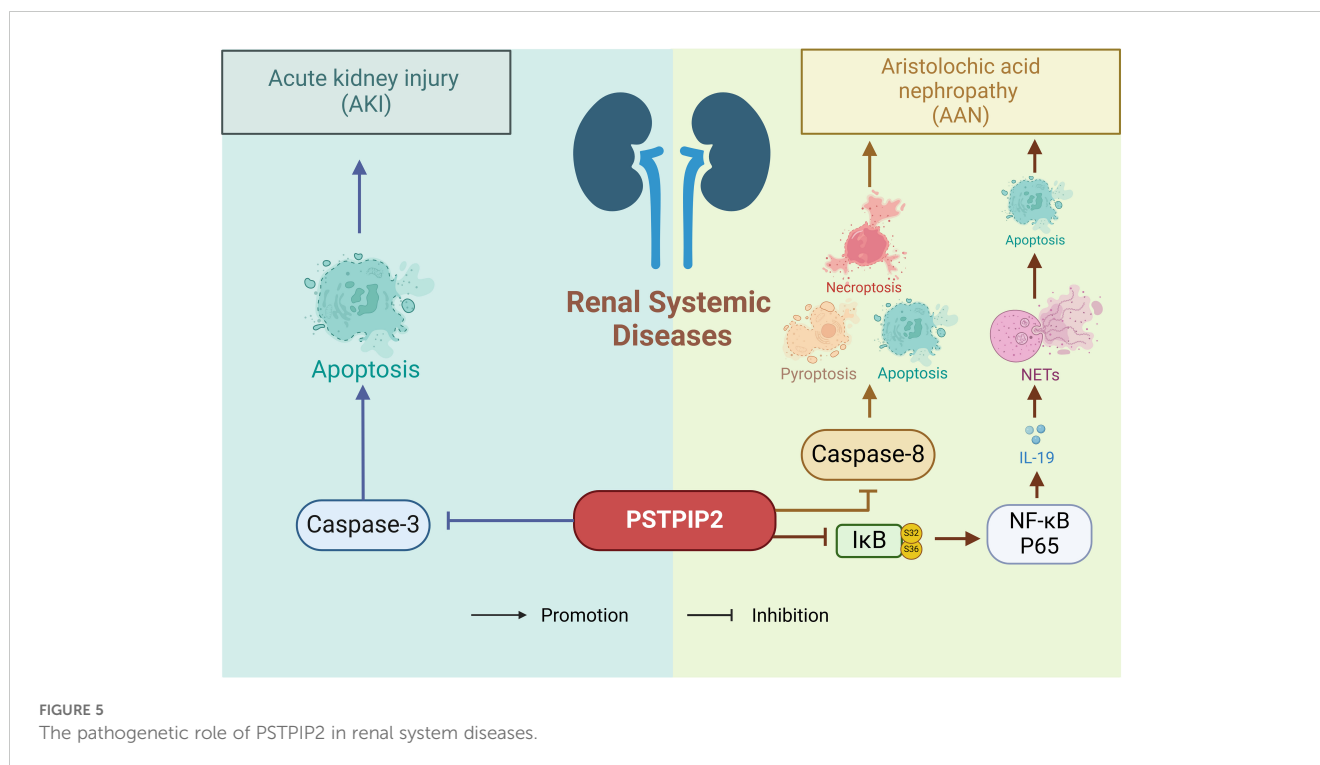 Acute kidney injury
(AKI)
Aristolochic acid
nephropathy
(AAN)
Apoptosis
Necroptosis
Renal Systemic
Diseases
Apoptosis
Pyroptosis
Apoptosis
NETs
IL-19
Caspase-8
Caspase-3
PSTPIP2
IκB
S32
S36
NF-κB
P65
Promotion
Inhibition
FIGURE 5
The pathogenetic role of PSTPIP2 in renal system diseases.